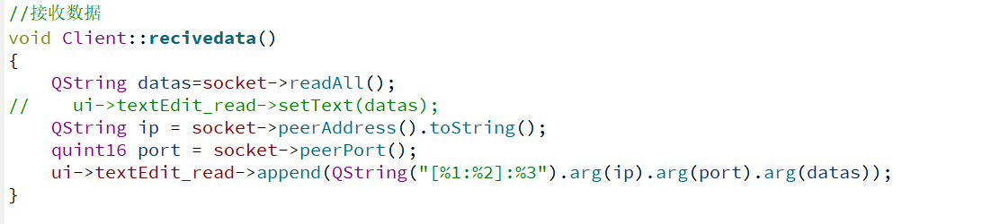 //接收数据
void Client::recivedata()
{
    QString datas=socket->readAll();
//    ui->textEdit_read->setText(datas);
    QString ip = socket->peerAddress().toString();
    quint16 port = socket->peerPort();
    ui->textEdit_read->append(QString("[%1:%2]:%3").arg(ip).arg(port).arg(datas));
}